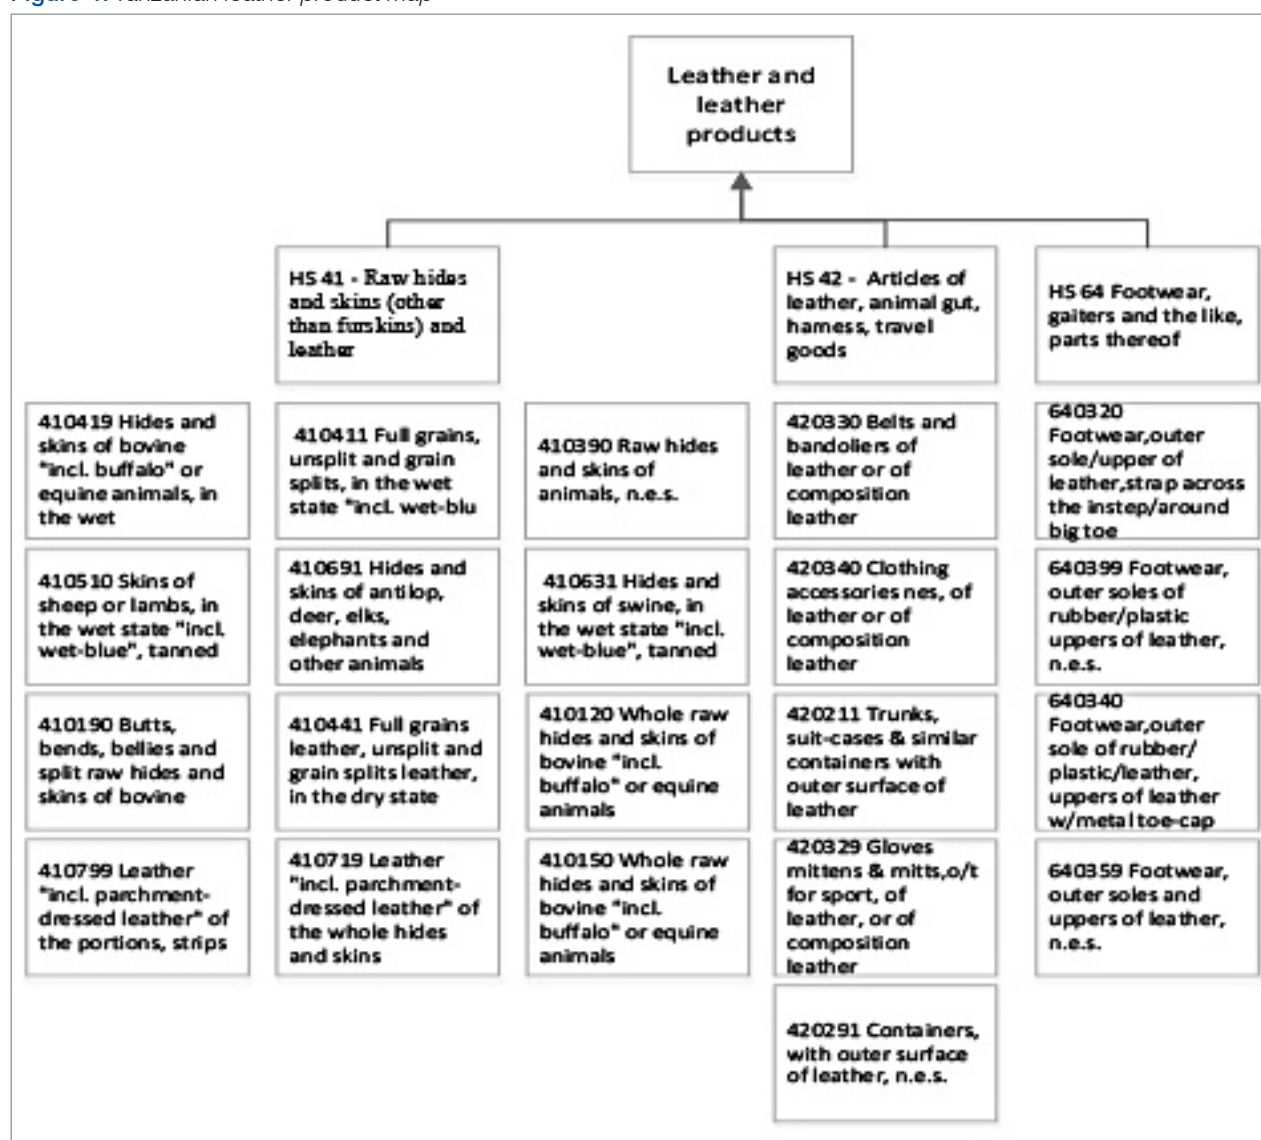 Tanzanian leather product map
Leather and
leather
products
HS 41 - Raw hides
and skins (other
than furskins) and
leather
HS 42 - Articles of
leather, animal gut,
harness, travel
goods
HS 64 Footwear,
gaiters and the like,
parts thereof
410419 Hides and
skins of bovine
"incl. buffalo" or
equine animals, in
the wet
410411 Full grains,
unsplit and grain
splits, in the wet
state "incl. wet-blu
410390 Raw hides
and skins of
animals, n.e.s.
420330 Belts and
bandoliers of
leather or of
composition
leather
640320
Footwear,outer
sole/upper of
leather,strap across
the instep/around
big toe
410510 Skins of
sheep or lambs, in
the wet state "incl.
wet-blue", tanned
410691 Hides and
skins of antilop,
deer, elks,
elephants and
other animals
410631 Hides and
skins of swine, in
the wet state "incl.
wet-blue", tanned
420340 Clothing
accessories nes, of
leather or of
composition
leather
640399 Footwear,
outer soles of
rubber/plastic
uppers of leather,
n.e.s.
410190 Butts,
bends, bellies and
split raw hides and
skins of bovine
410441 Full grains
leather, unsplit and
grain splits leather,
in the dry state
410120 Whole raw
hides and skins of
bovine "incl.
buffalo" or equine
animals
420211 Trunks,
suit-cases & similar
containers with
outer surface of
leather
640340
Footwear,outer
sole of rubber/
plastic/leather,
uppers of leather
w/metal toe-cap
410799 Leather
"incl. parchment-
dressed leather" of
the portions, strips
410719 Leather
"incl. parchment-
dressed leather" of
the whole hides
and skins
410150 Whole raw
hides and skins of
bovine "incl.
buffalo" or equine
animals
420329 Gloves
mittens & mitts,o/t
for sport, of
leather, or of
composition
leather
640359 Footwear,
outer soles and
uppers of leather,
n.e.s.
420291 Containers,
with outer surface
of leather, n.e.s.